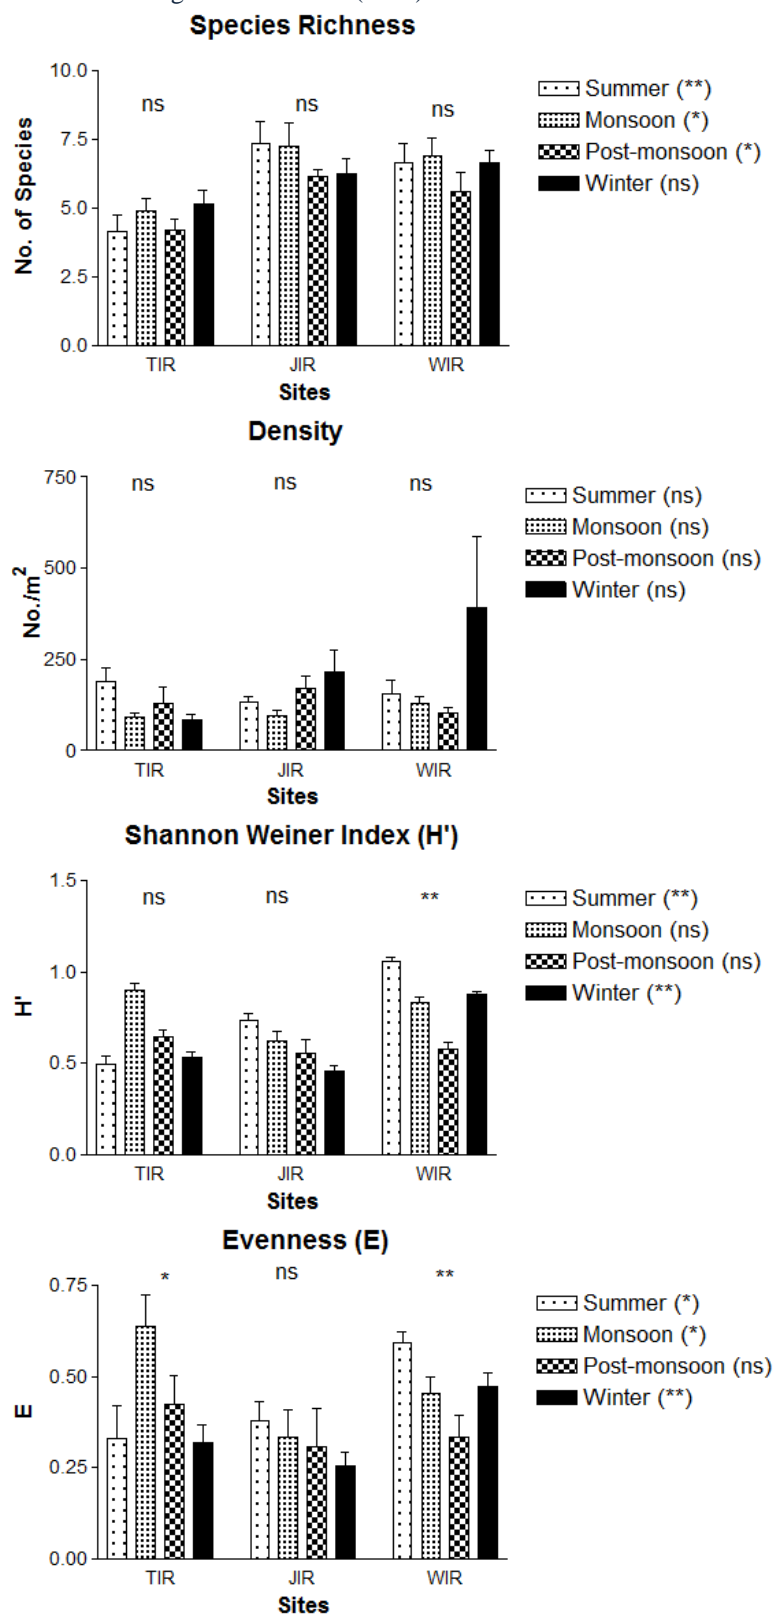 Species Richness
10.0
7.5
5.0
2.5
0.0
No. of Species
ns
ns
ns
TIR
JIR
WIR
Sites
Summer (**)
Monsoon (*)
Post-monsoon (*)
Winter (ns)
Density
750
500
250
0
No./m²
ns
ns
ns
TIR
JIR
WIR
Sites
Summer (ns)
Monsoon (ns)
Post-monsoon (ns)
Winter (ns)
Shannon Weiner Index (H')
1.5
1.0
0.5
0.0
H'
ns
ns
**
TIR
JIR
WIR
Sites
Summer (**)
Monsoon (ns)
Post-monsoon (ns)
Winter (**)
Evenness (E)
0.75
0.50
0.25
0.00
E
*
ns
**
TIR
JIR
WIR
Sites
Summer (*)
Monsoon (*)
Post-monsoon (ns)
Winter (**)